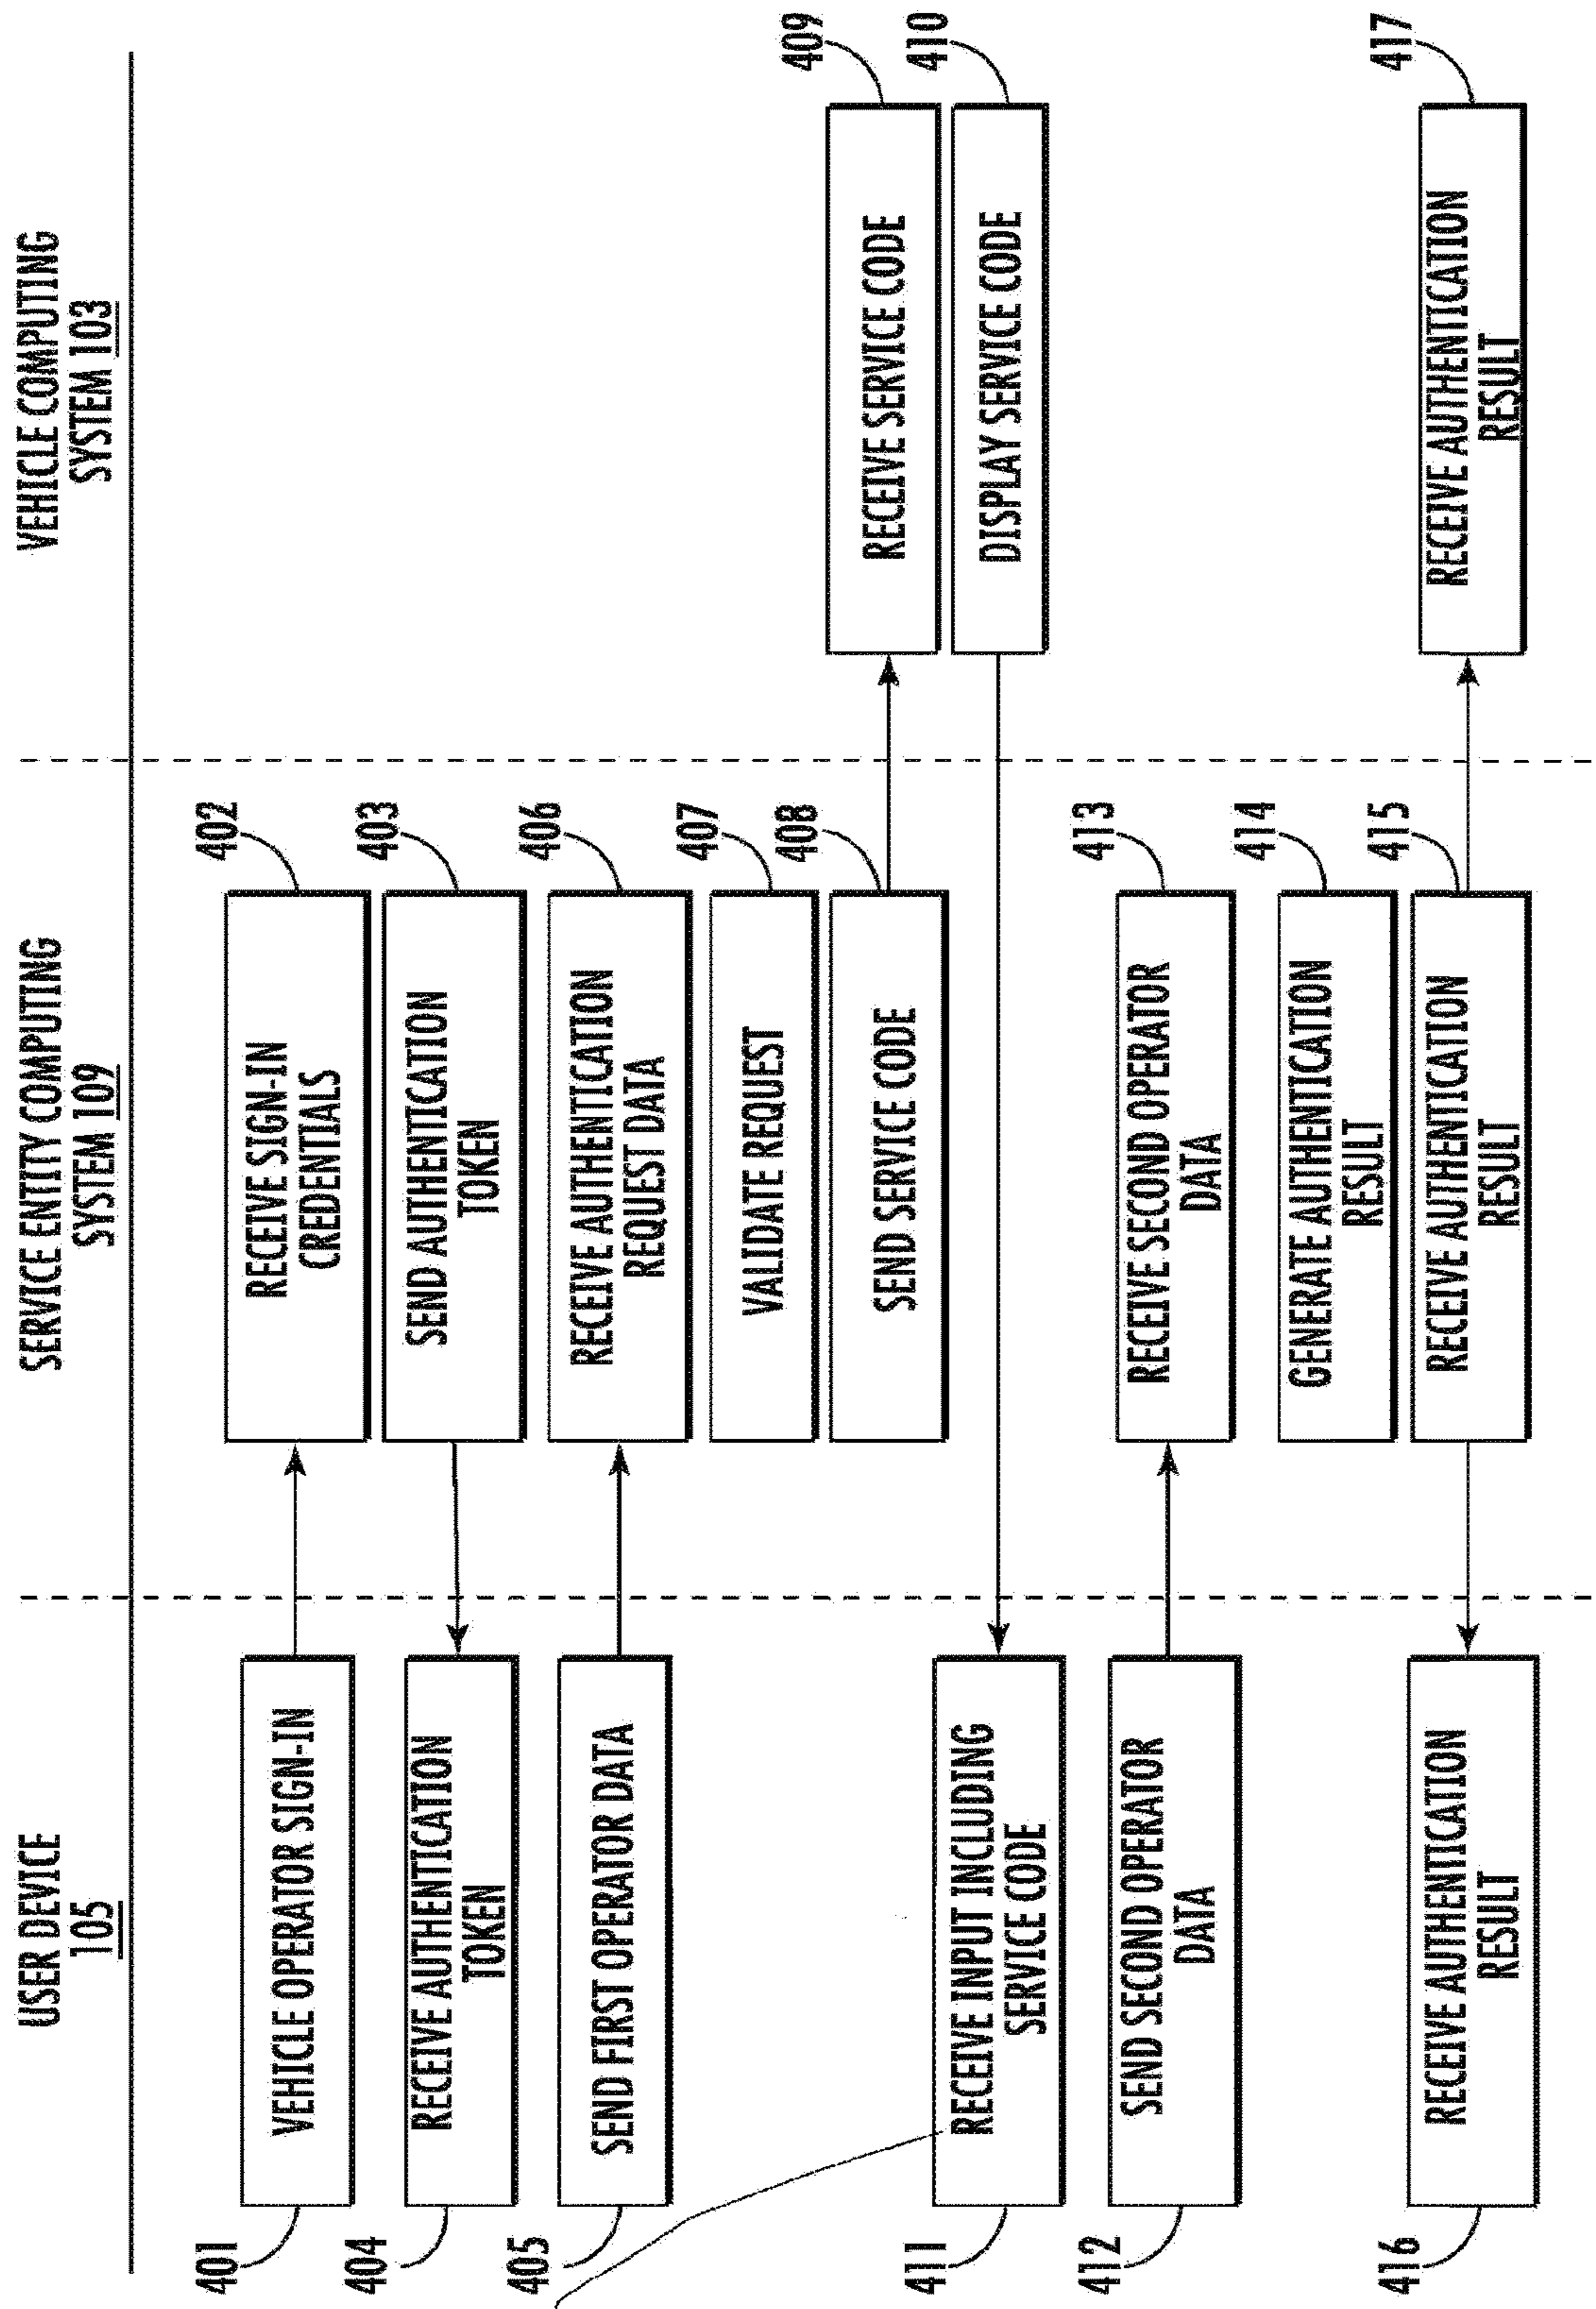 USER DEVICE
105
SERVICE ENTITY COMPUTING
SYSTEM 109
VEHICLE COMPUTING
SYSTEM 103
401
VEHICLE OPERATOR SIGN-IN
RECEIVE SIGN-IN
CREDENTIALS
402
SEND AUTHENTICATION
TOKEN
403
404
RECEIVE AUTHENTICATION
TOKEN
405
SEND FIRST OPERATOR DATA
RECEIVE AUTHENTICATION
REQUEST DATA
406
VALIDATE REQUEST
407
SEND SERVICE CODE
408
RECEIVE SERVICE CODE
409
DISPLAY SERVICE CODE
410
411
RECEIVE INPUT INCLUDING
SERVICE CODE
412
SEND SECOND OPERATOR
DATA
RECEIVE SECOND OPERATOR
DATA
413
GENERATE AUTHENTICATION
RESULT
414
RECEIVE AUTHENTICATION
RESULT
415
416
RECEIVE AUTHENTICATION
RESULT
RECEIVE AUTHENTICATION
RESULT
417